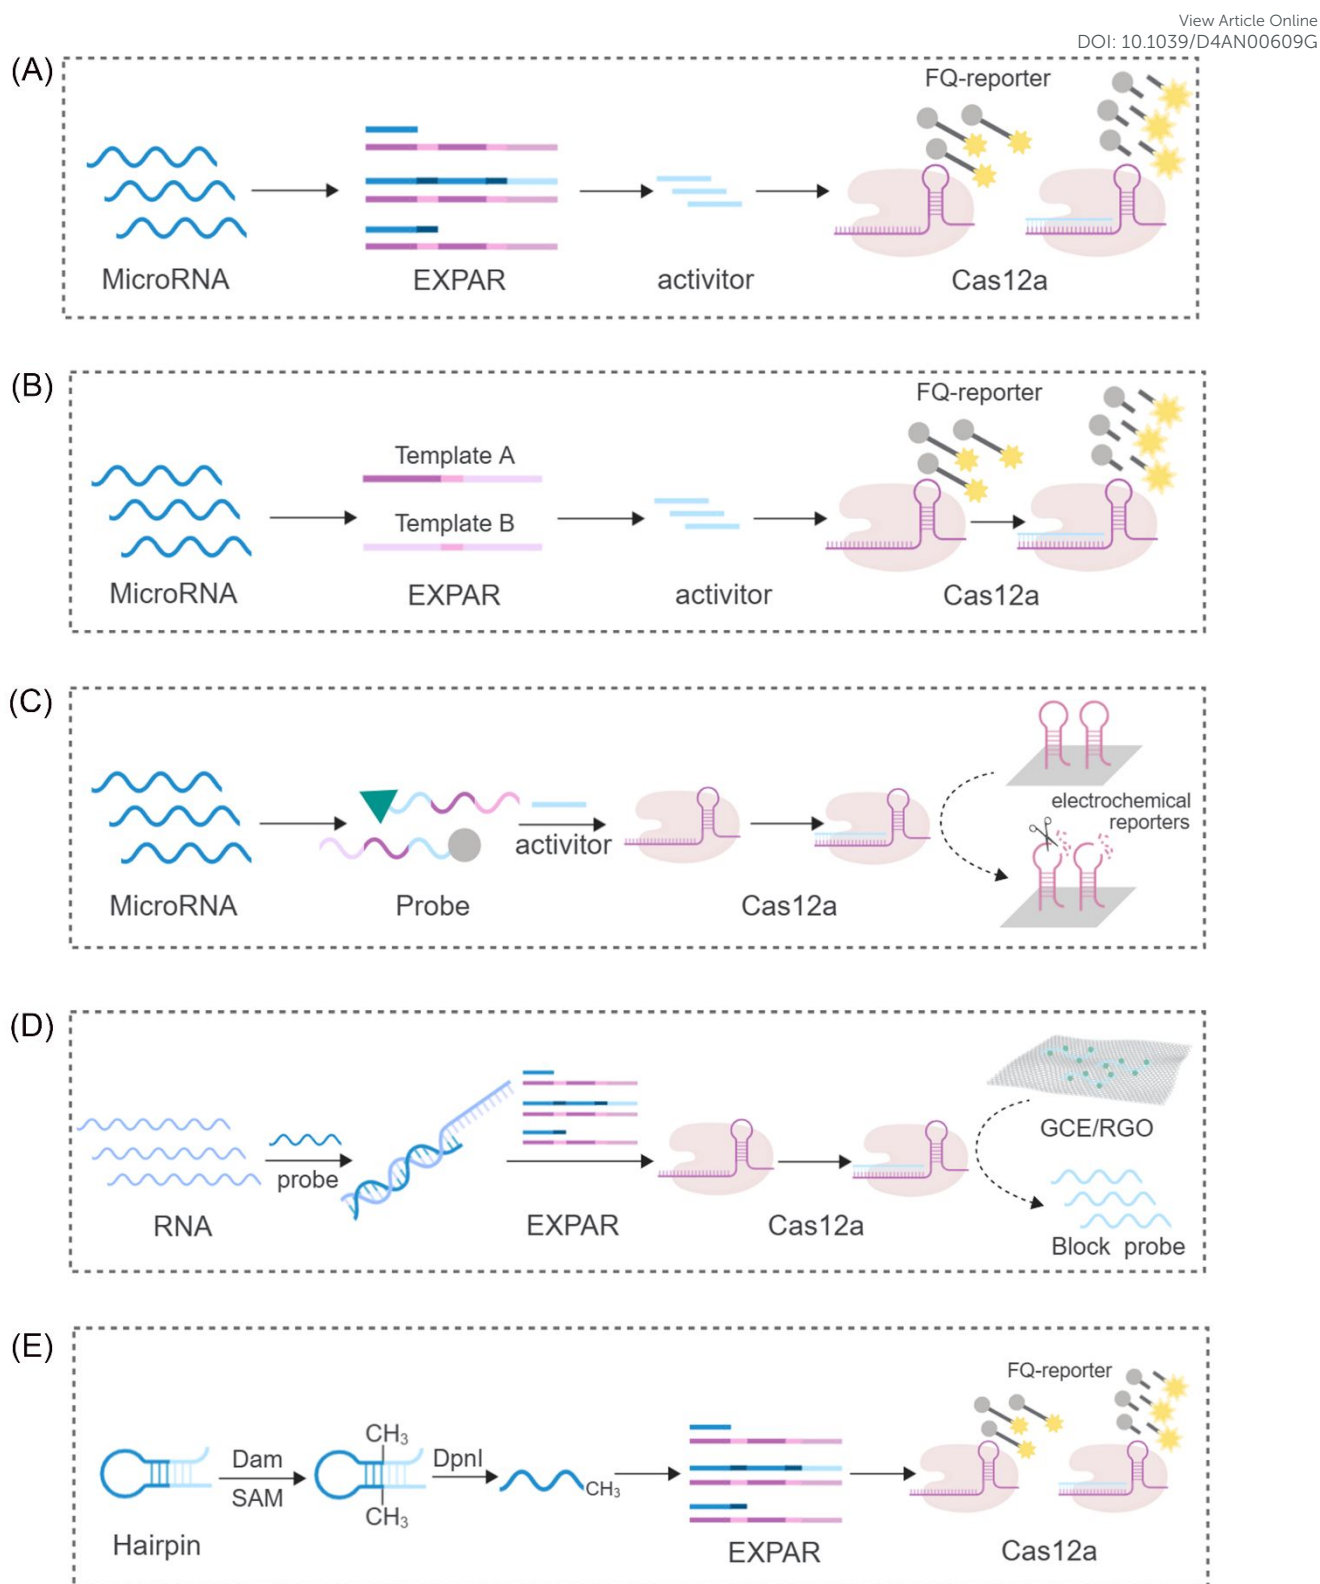 View Article Online
DOI: 10.1039/D4AN00609G
(A)
FQ-reporter
MicroRNA
EXPAR
activitor
Cas12a
(B)
FQ-reporter
Template A
Template B
MicroRNA
EXPAR
activitor
Cas12a
(C)
electrochemical
reporters
activitor
MicroRNA
Probe
Cas12a
(D)
GCE/RGO
probe
RNA
EXPAR
Cas12a
Block probe
(E)
FQ-reporter
CH₃
Dam
DpnI
SAM
CH₃
CH₃
Hairpin
EXPAR
Cas12a